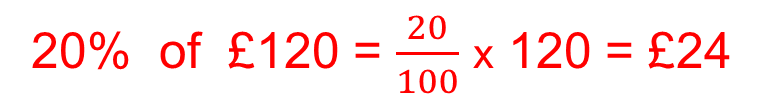 20% of £120 = 20/100 x 120 = £24